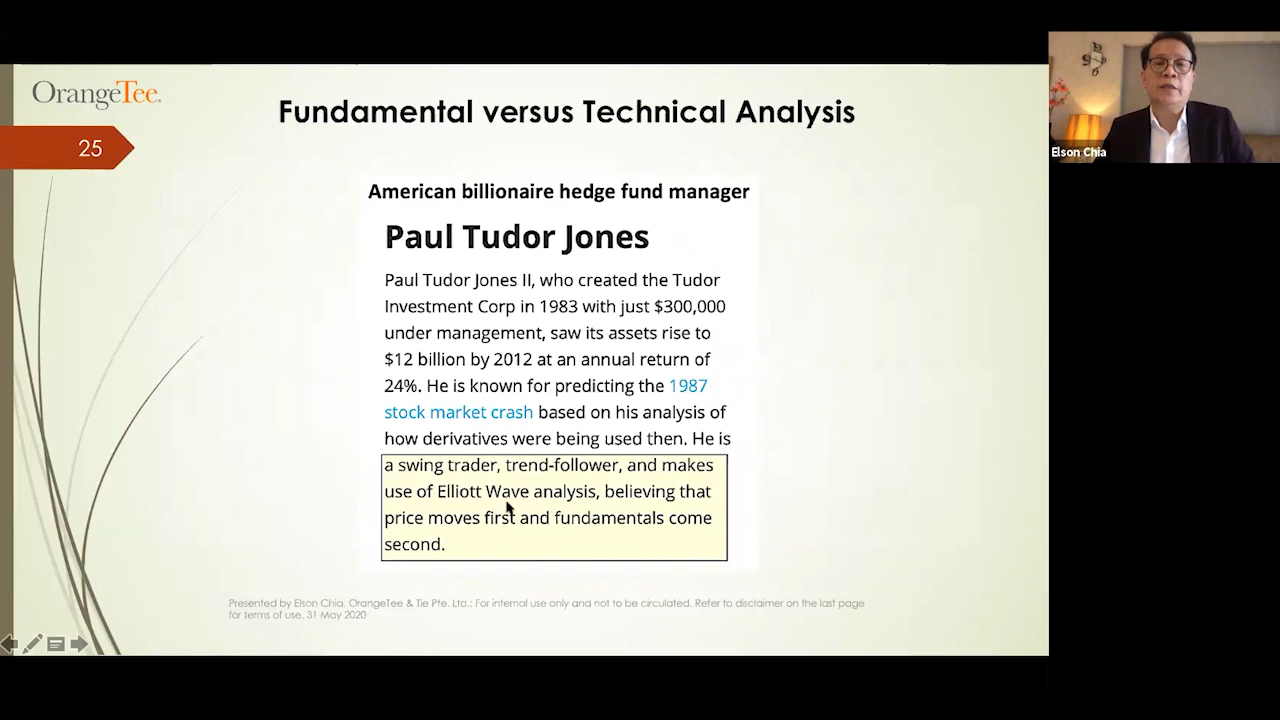 OrangeTee
Fundamental versus Technical Analysis
25
American billionaire hedge fund manager
Paul Tudor Jones
Paul Tudor Jones II, who created the Tudor
Investment Corp in 1983 with just $300,000
under management, saw its assets rise to
$12 billion by 2012 at an annual return of
24%. He is known for predicting the 1987
stock market crash based on his analysis of
how derivatives were being used then. He is
a swing trader, trend-follower, and makes
use of Elliott Wave analysis, believing that
price moves first and fundamentals come
second.
Presented by Elson Chia, OrangeTee & Tie Pte. Ltd.: For internal use only and not to be circulated. Refer to disclaimer on the last page
for terms of use. 31 May 2020
Elson Chia